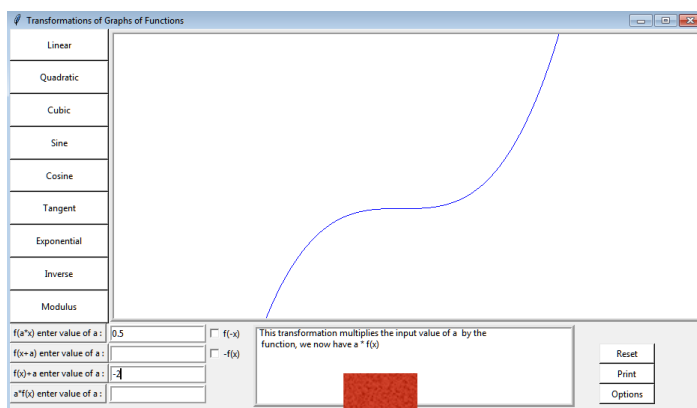 Transformations of Graphs of Functions
Linear
Quadratic
Cubic
Sine
Cosine
Tangent
Exponential
Inverse
Modulus
f(a*x) enter value of a : 0.5 f(-x)
f(x+a) enter value of a : -f(x)
f(x)+a enter value of a : -2
a*f(x) enter value of a :
This transformation multiplies the input value of a by the
function, we now have a * f(x)
Reset
Print
Options